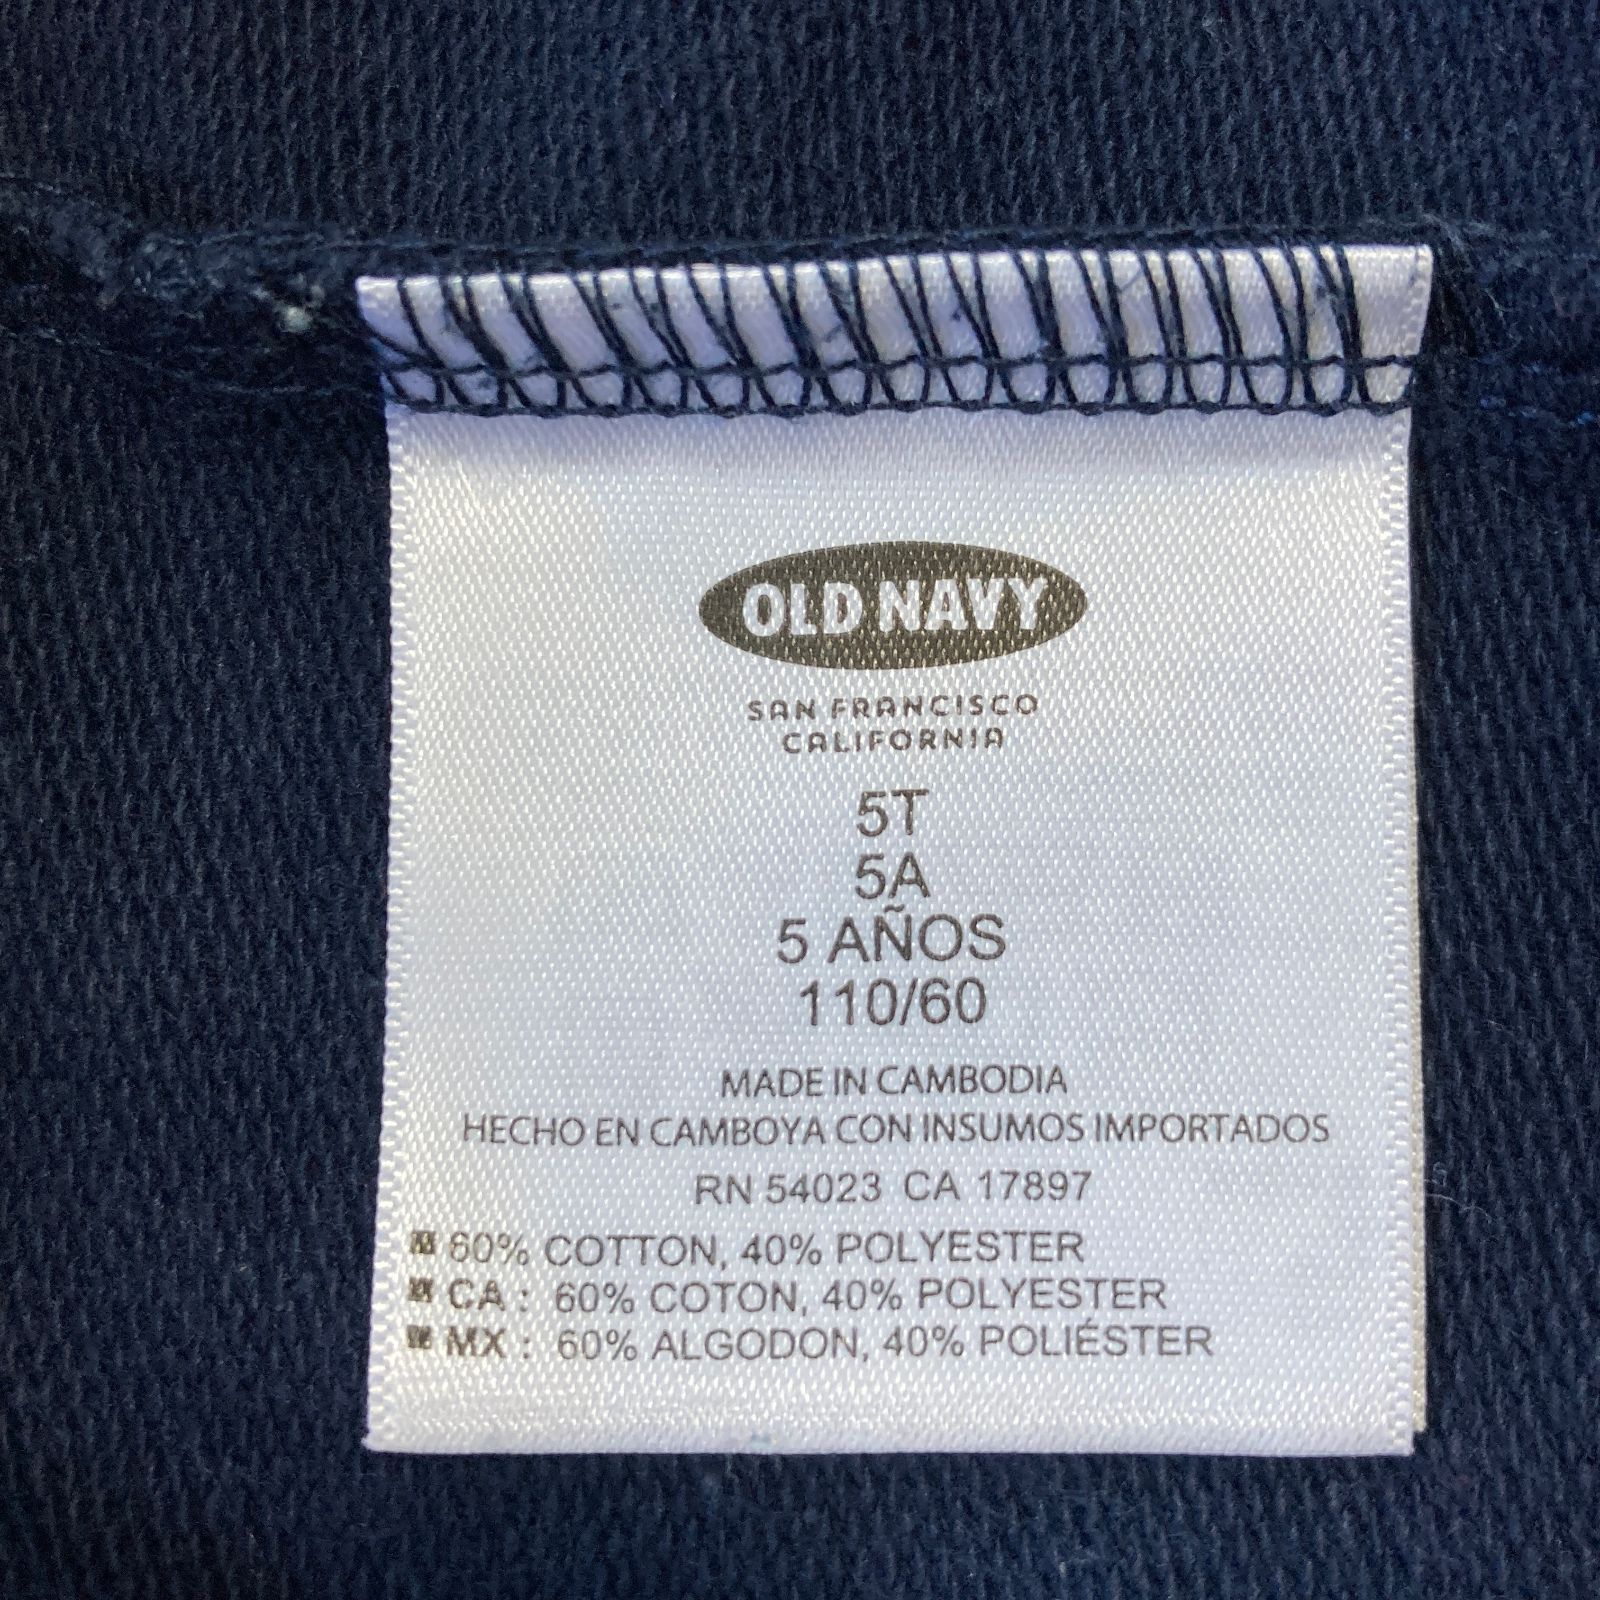 OLD NAVY
SAN FRANCISCO
CALIFORNIA
5T
5A
5 AÑOS
110/60
MADE IN CAMBODIA
HECHO EN CAMBOYA CON INSUMOS IMPORTADOS
RN 54023 CA 17897
60% COTTON, 40% POLYESTER
CA : 60% COTON, 40% POLYESTER
MX : 60% ALGODON, 40% POLIÉSTER